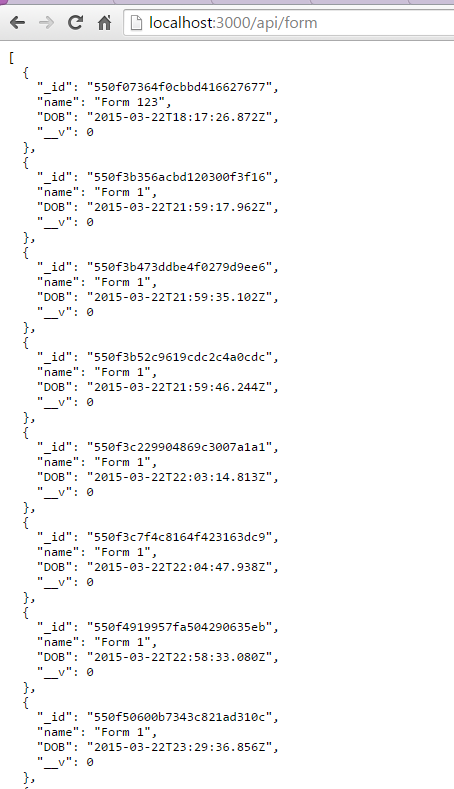 localhost:3000/api/form
[
{
"_id": "550f07364f0cbbd416627677",
"name": "Form 123",
"DOB": "2015-03-22T18:17:26.872Z",
"__v": 0
},
{
"_id": "550f3b356acbd120300f3f16",
"name": "Form 1",
"DOB": "2015-03-22T21:59:17.962Z",
"__v": 0
},
{
"_id": "550f3b473ddbe4f0279d9ee6",
"name": "Form 1",
"DOB": "2015-03-22T21:59:35.102Z",
"__v": 0
},
{
"_id": "550f3b52c9619cdc2c4a0cdc",
"name": "Form 1",
"DOB": "2015-03-22T21:59:46.244Z",
"__v": 0
},
{
"_id": "550f3c229904869c3007a1a1",
"name": "Form 1",
"DOB": "2015-03-22T22:03:14.813Z",
"__v": 0
},
{
"_id": "550f3c7f4c8164f423163dc9",
"name": "Form 1",
"DOB": "2015-03-22T22:04:47.938Z",
"__v": 0
},
{
"_id": "550f4919957fa504290635eb",
"name": "Form 1",
"DOB": "2015-03-22T22:58:33.080Z",
"__v": 0
},
{
"_id": "550f50600b7343c821ad310c",
"name": "Form 1",
"DOB": "2015-03-22T23:29:36.856Z",
"__v": 0
},
{